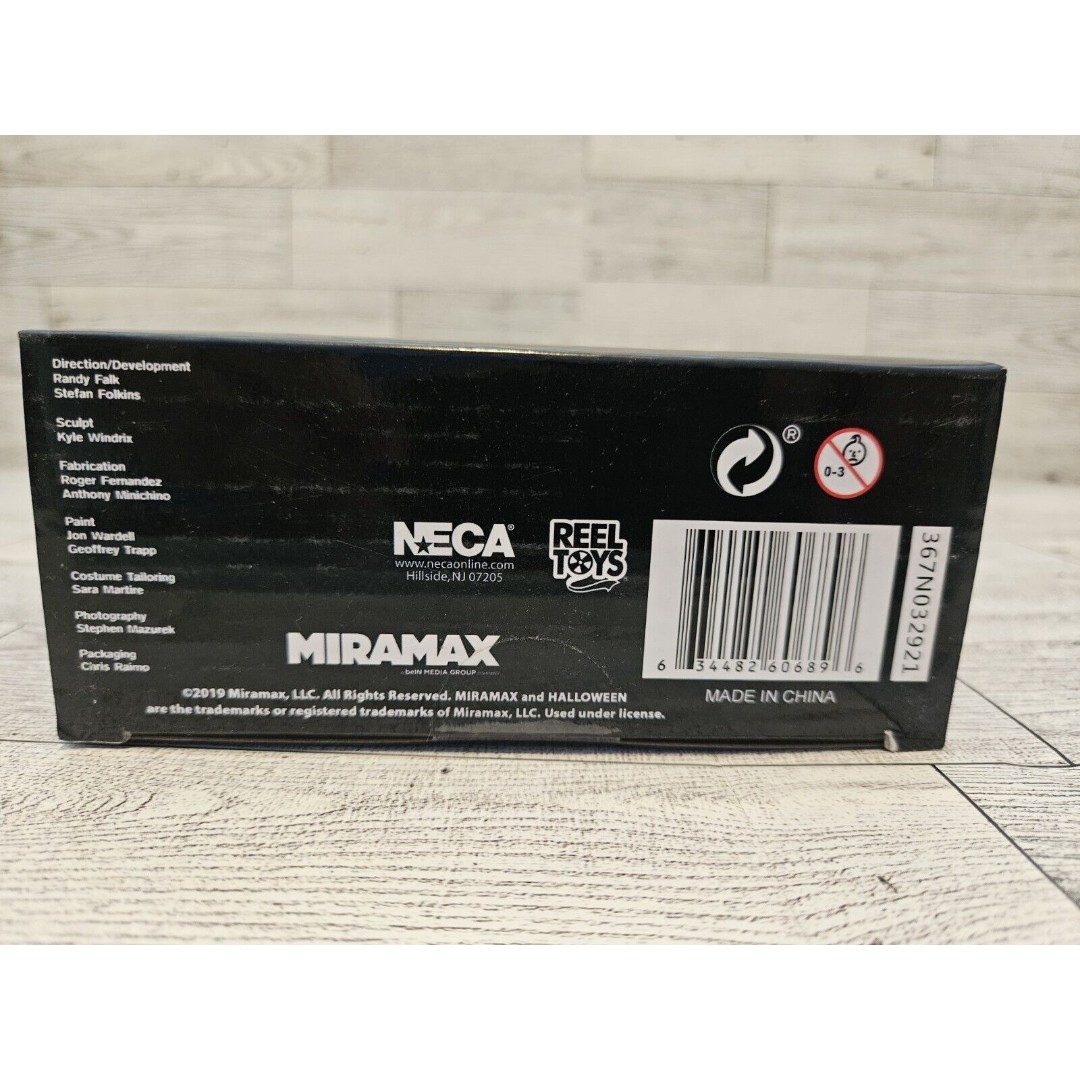 Direction/Development
Randy Falk
Stefan Folkins
Sculpt
Kyle Windrix
Fabrication
Roger Fernandez
Anthony Minichino
Paint
Jon Wardell
Geoffrey Trapp
Costume Tailoring
Sara Martire
Photography
Stephen Mazurek
Packaging
Chris Raimo
NECA®
www.necaonline.com
Hillside, NJ 07205
REEL
TOYS
MIRAMAX
beIN MEDIA GROUP
©2019 Miramax, LLC. All Rights Reserved. MIRAMAX and HALLOWEEN
are the trademarks or registered trademarks of Miramax, LLC. Used under license.
®
0-3
6 34482 60689 6
MADE IN CHINA
367N032921